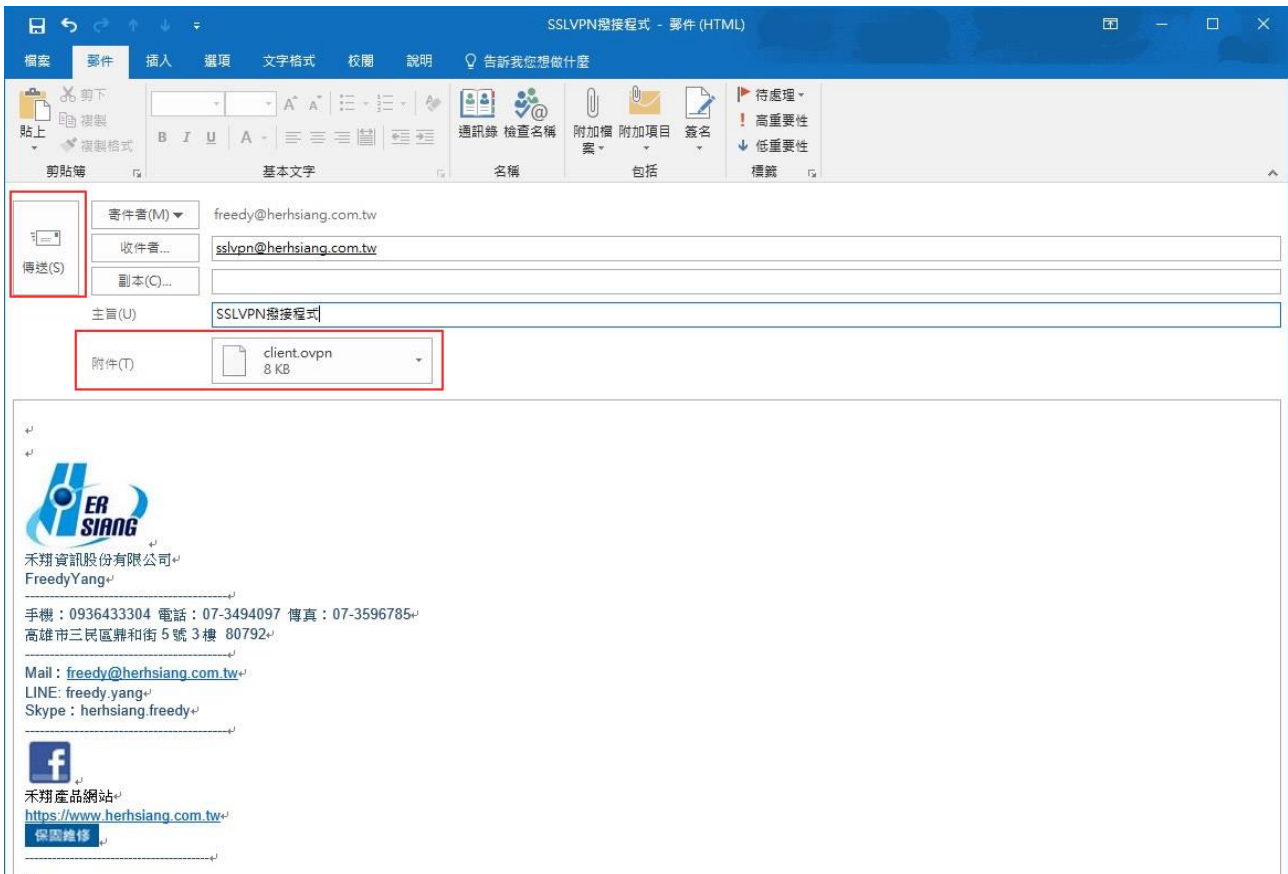 SSLVPN撥接程式 - 郵件 (HTML)
檔案 郵件 插入 選項 文字格式 校閱 說明 告訴我您想做什麼
剪下
複製
複製格式
貼上
剪貼簿
B I U A
基本文字
通訊錄 檢查名稱
名稱
附加檔案 附加項目 簽名
包括
待處理
高重要性
低重要性
標籤
傳送(S)
寄件者(M) freedy@herhsiang.com.tw
收件者... sslvpn@herhsiang.com.tw
副本(C)...
主旨(U) SSLVPN撥接程式
附件(T) client.ovpn
8 KB
HER
SIANG
禾翔資訊股份有限公司
FreedyYang
-----------------------------------------
手機：0936433304 電話：07-3494097 傳真：07-3596785
高雄市三民區鼎和街 5 號 3 樓 80792
-----------------------------------------
Mail：freedy@herhsiang.com.tw
LINE: freedy.yang
Skype：herhsiang.freedy
-----------------------------------------
f
禾翔產品網站
https://www.herhsiang.com.tw
保固維修
-----------------------------------------